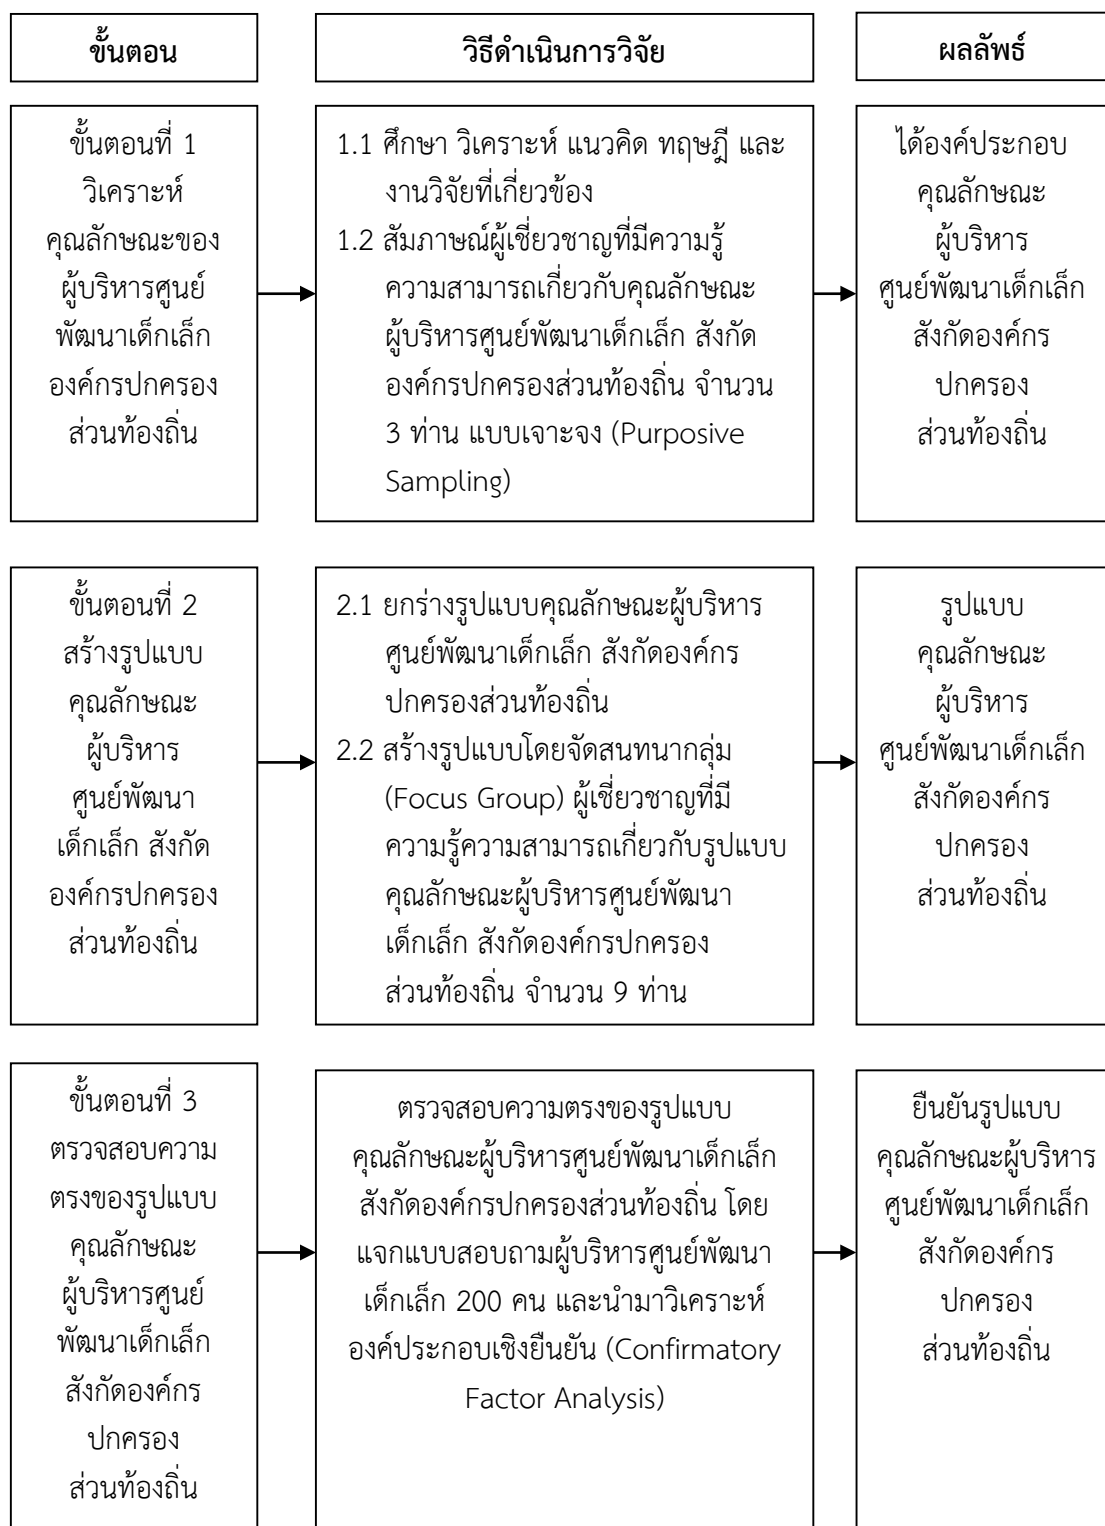 ขั้นตอน
วิธีดำเนินการวิจัย
ผลลัพธ์
ขั้นตอนที่ 1
วิเคราะห์
คุณลักษณะของ
ผู้บริหารศูนย์
พัฒนาเด็กเล็ก
องค์กรปกครอง
ส่วนท้องถิ่น
1.1 ศึกษา วิเคราะห์ แนวคิด ทฤษฎี และ
งานวิจัยที่เกี่ยวข้อง
1.2 สัมภาษณ์ผู้เชี่ยวชาญที่มีความรู้
ความสามารถเกี่ยวกับคุณลักษณะ
ผู้บริหารศูนย์พัฒนาเด็กเล็ก สังกัด
องค์กรปกครองส่วนท้องถิ่น จำนวน
3 ท่าน แบบเจาะจง (Purposive
Sampling)
ได้องค์ประกอบ
คุณลักษณะ
ผู้บริหาร
ศูนย์พัฒนาเด็กเล็ก
สังกัดองค์กร
ปกครอง
ส่วนท้องถิ่น
ขั้นตอนที่ 2
สร้างรูปแบบ
คุณลักษณะ
ผู้บริหาร
ศูนย์พัฒนา
เด็กเล็ก สังกัด
องค์กรปกครอง
ส่วนท้องถิ่น
2.1 ยกร่างรูปแบบคุณลักษณะผู้บริหาร
ศูนย์พัฒนาเด็กเล็ก สังกัดองค์กร
ปกครองส่วนท้องถิ่น
2.2 สร้างรูปแบบโดยจัดสนทนากลุ่ม
(Focus Group) ผู้เชี่ยวชาญที่มี
ความรู้ความสามารถเกี่ยวกับรูปแบบ
คุณลักษณะผู้บริหารศูนย์พัฒนา
เด็กเล็ก สังกัดองค์กรปกครอง
ส่วนท้องถิ่น จำนวน 9 ท่าน
รูปแบบ
คุณลักษณะ
ผู้บริหาร
ศูนย์พัฒนาเด็กเล็ก
สังกัดองค์กร
ปกครอง
ส่วนท้องถิ่น
ขั้นตอนที่ 3
ตรวจสอบความ
ตรงของรูปแบบ
คุณลักษณะ
ผู้บริหารศูนย์
พัฒนาเด็กเล็ก
สังกัดองค์กร
ปกครอง
ส่วนท้องถิ่น
ตรวจสอบความตรงของรูปแบบ
คุณลักษณะผู้บริหารศูนย์พัฒนาเด็กเล็ก
สังกัดองค์กรปกครองส่วนท้องถิ่น โดย
แจกแบบสอบถามผู้บริหารศูนย์พัฒนา
เด็กเล็ก 200 คน และนำมาวิเคราะห์
องค์ประกอบเชิงยืนยัน (Confirmatory
Factor Analysis)
ยืนยันรูปแบบ
คุณลักษณะผู้บริหาร
ศูนย์พัฒนาเด็กเล็ก
สังกัดองค์กร
ปกครอง
ส่วนท้องถิ่น